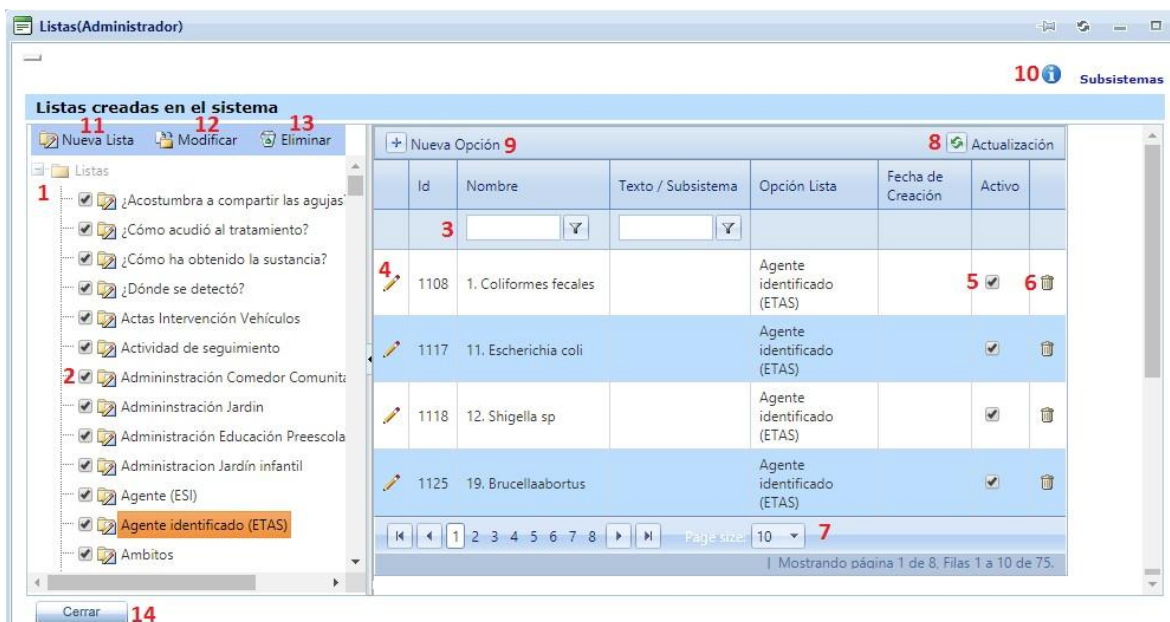 Listas(Administrador)
10 Subsistemas
Listas creadas en el sistema
11 12 13
Nueva Lista Modificar Eliminar
Nueva Opción 9
8 Actualización
Listas
1
¿Acostumbra a compartir las agujas?
¿Cómo acudió al tratamiento?
¿Cómo ha obtenido la sustancia?
¿Dónde se detectó?
Actas Intervención Vehículos
Actividad de seguimiento
2 Admininstración Comedor Comunita
Admininstración Jardin
Administración Educación Preescola
Administracion Jardín infantil
Agente (ESI)
Agente identificado (ETAS)
Ambitos
Id Nombre Texto / Subsistema Opción Lista Fecha de Creación Activo
3
4 1108 1. Coliformes fecales Agente identificado (ETAS) 5 6
1117 11. Escherichia coli Agente identificado (ETAS)
1118 12. Shigella sp Agente identificado (ETAS)
1125 19. Brucellaabortus Agente identificado (ETAS)
1 2 3 4 5 6 7 8 Page size: 10 7
| Mostrando página 1 de 8, Filas 1 a 10 de 75.
Cerrar 14